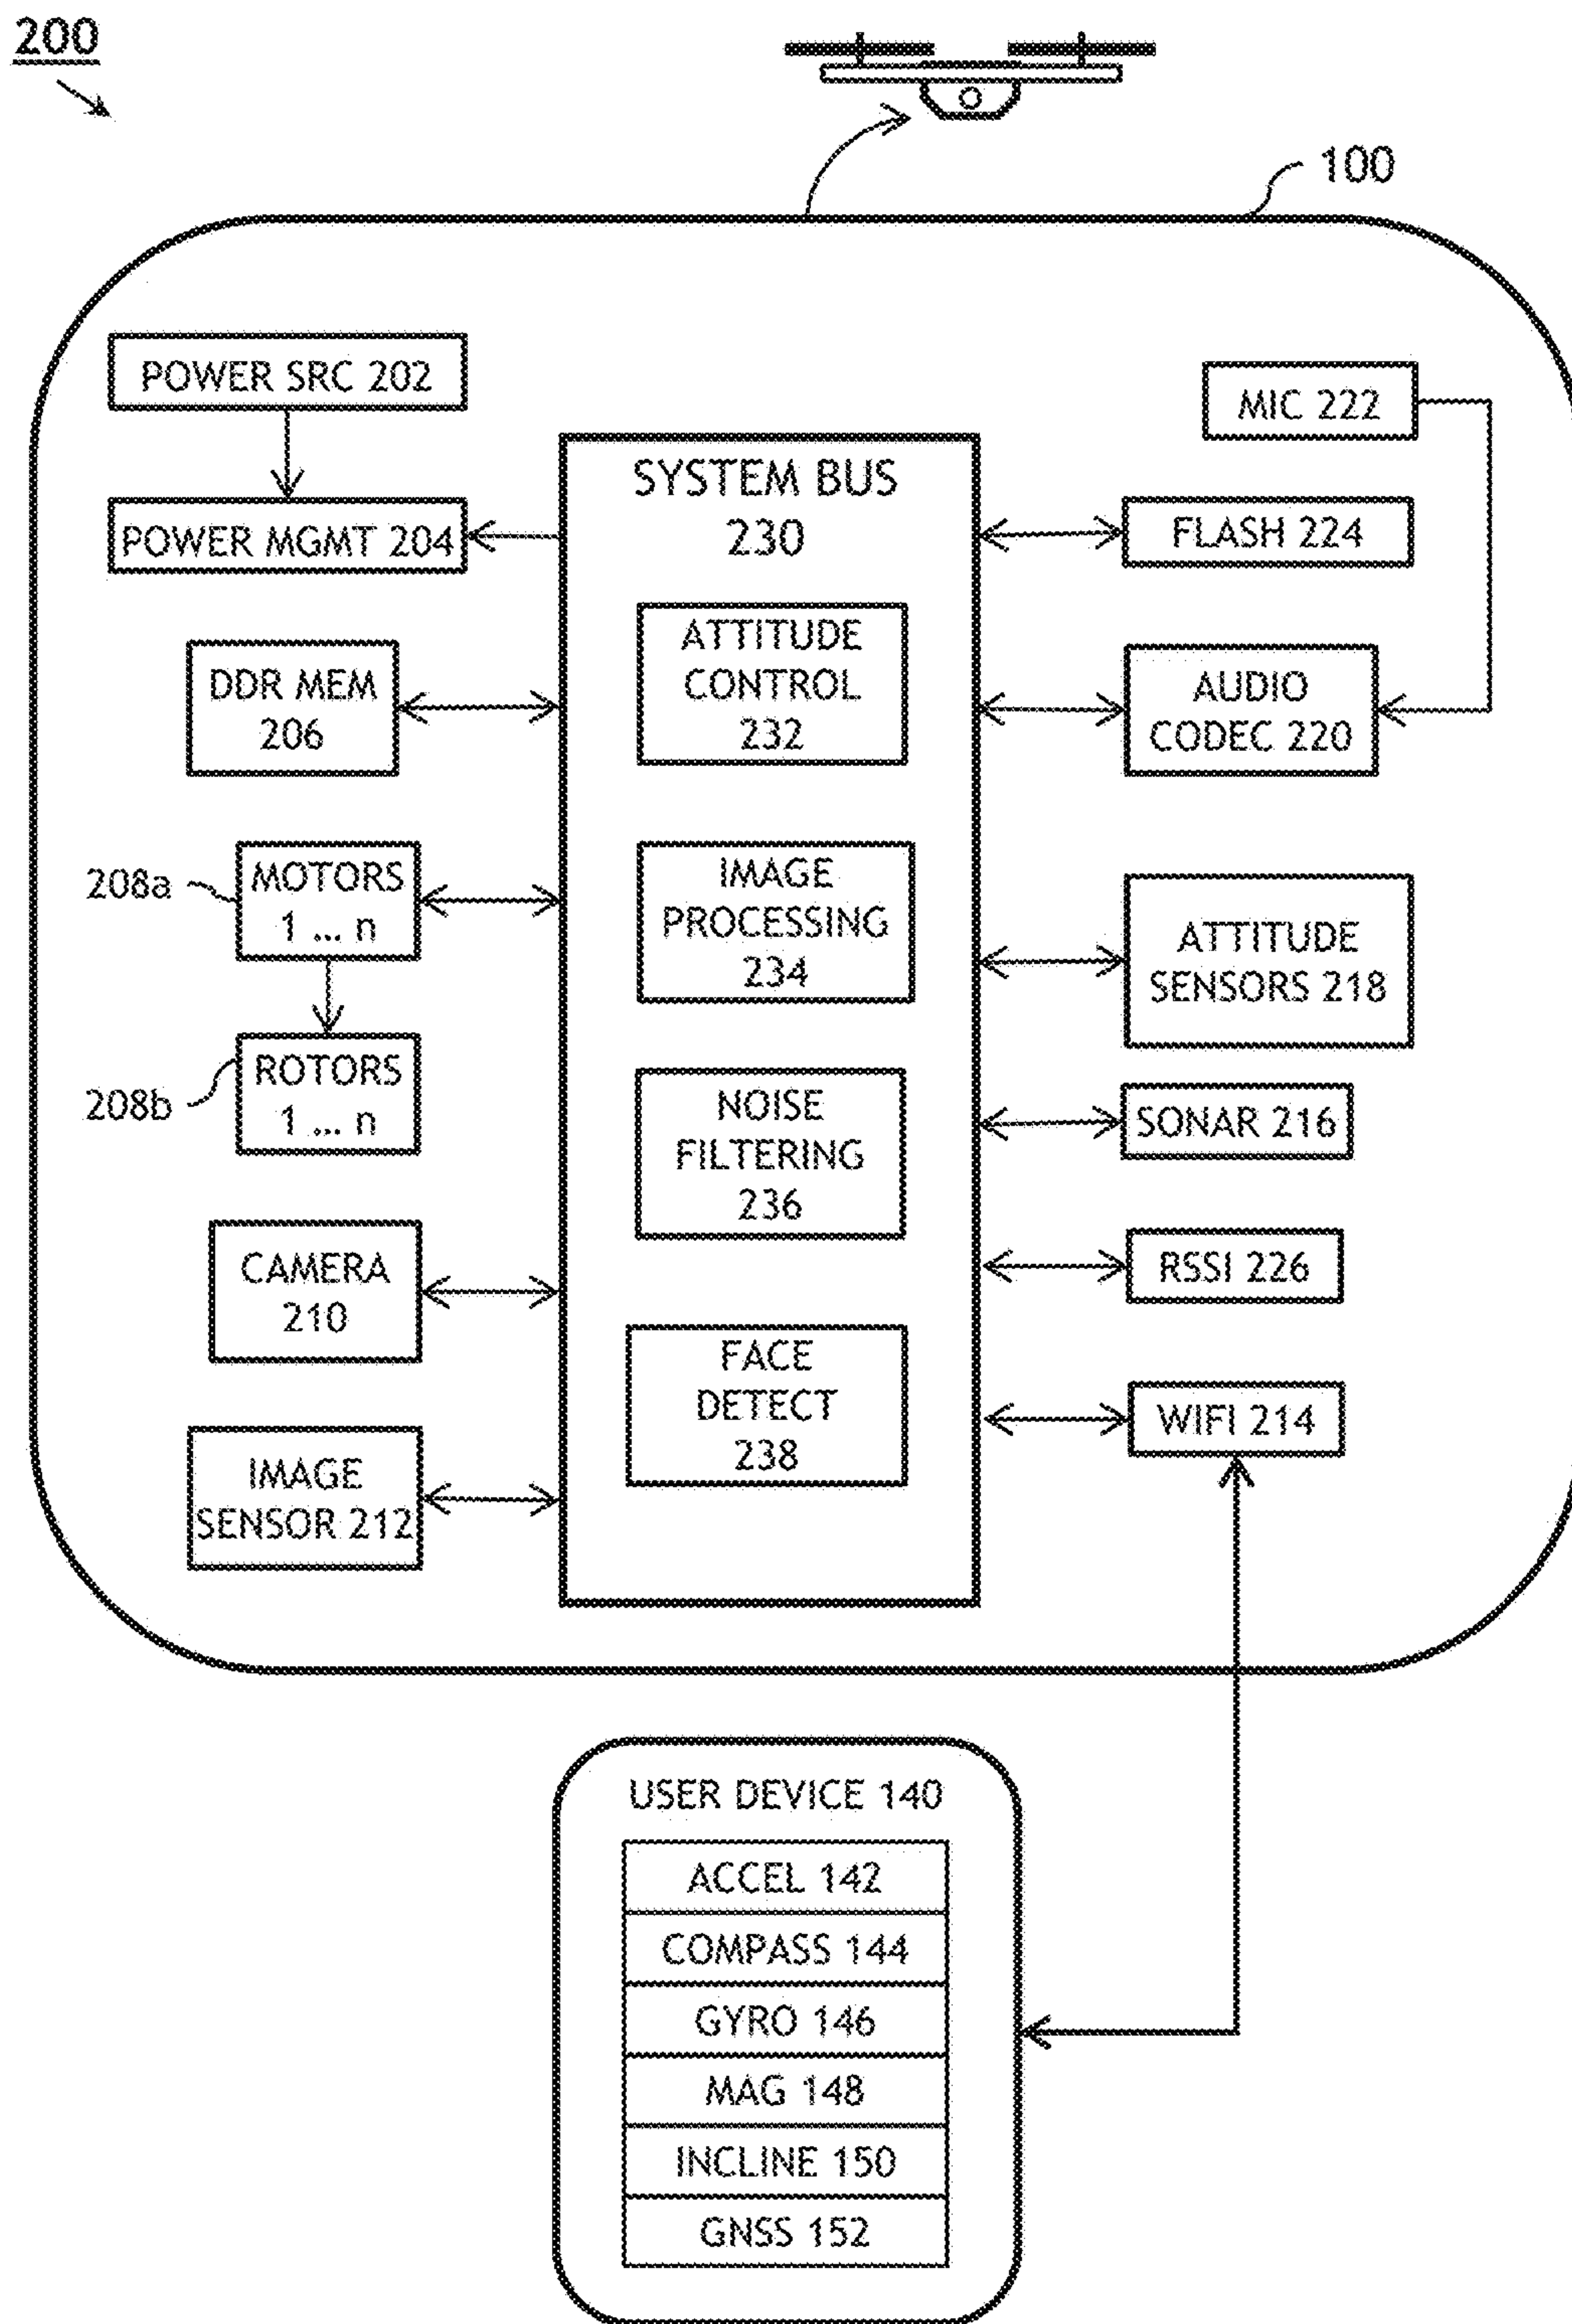 200
100
POWER SRC 202
MIC 222
SYSTEM BUS
230
POWER MGMT 204
FLASH 224
ATTITUDE
CONTROL
232
DDR MEM
206
AUDIO
CODEC 220
208a
MOTORS
1 ... n
IMAGE
PROCESSING
234
ATTITUDE
SENSORS 218
208b
ROTORS
1 ... n
NOISE
FILTERING
236
SONAR 216
CAMERA
210
RSSI 226
FACE
DETECT
238
WIFI 214
IMAGE
SENSOR 212
USER DEVICE 140
ACCEL 142
COMPASS 144
GYRO 146
MAG 148
INCLINE 150
GNSS 152